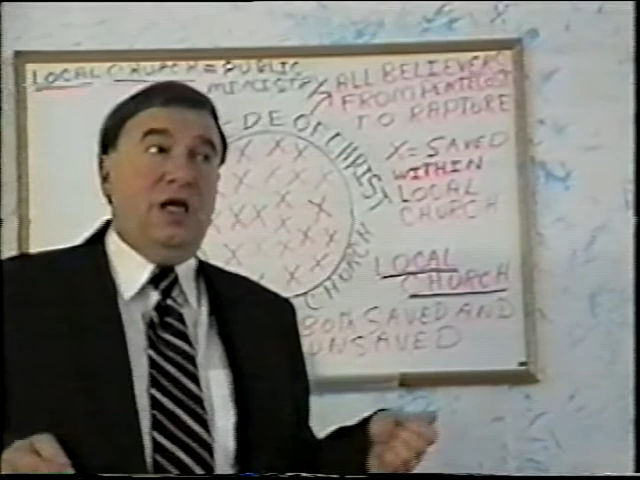 LOCAL CHURCH = PUBLIC
MINISTRY
ALL BELIEVERS
FROM PENTECOST
TO RAPTURE
DE OF CHRIST
X = SAVED
WITHIN
LOCAL
CHURCH
CHURCH
LOCAL
CHURCH
BOTH SAVED AND
UNSAVED